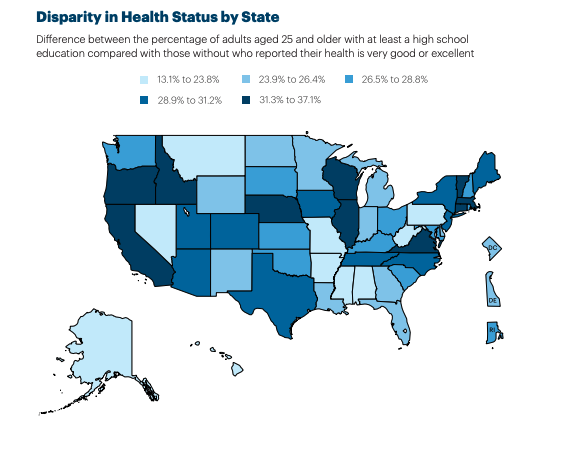 Disparity in Health Status by State
Difference between the percentage of adults aged 25 and older with at least a high school
education compared with those without who reported their health is very good or excellent
13.1% to 23.8% 23.9% to 26.4% 26.5% to 28.8%
28.9% to 31.2% 31.3% to 37.1%
DC
DE
RI